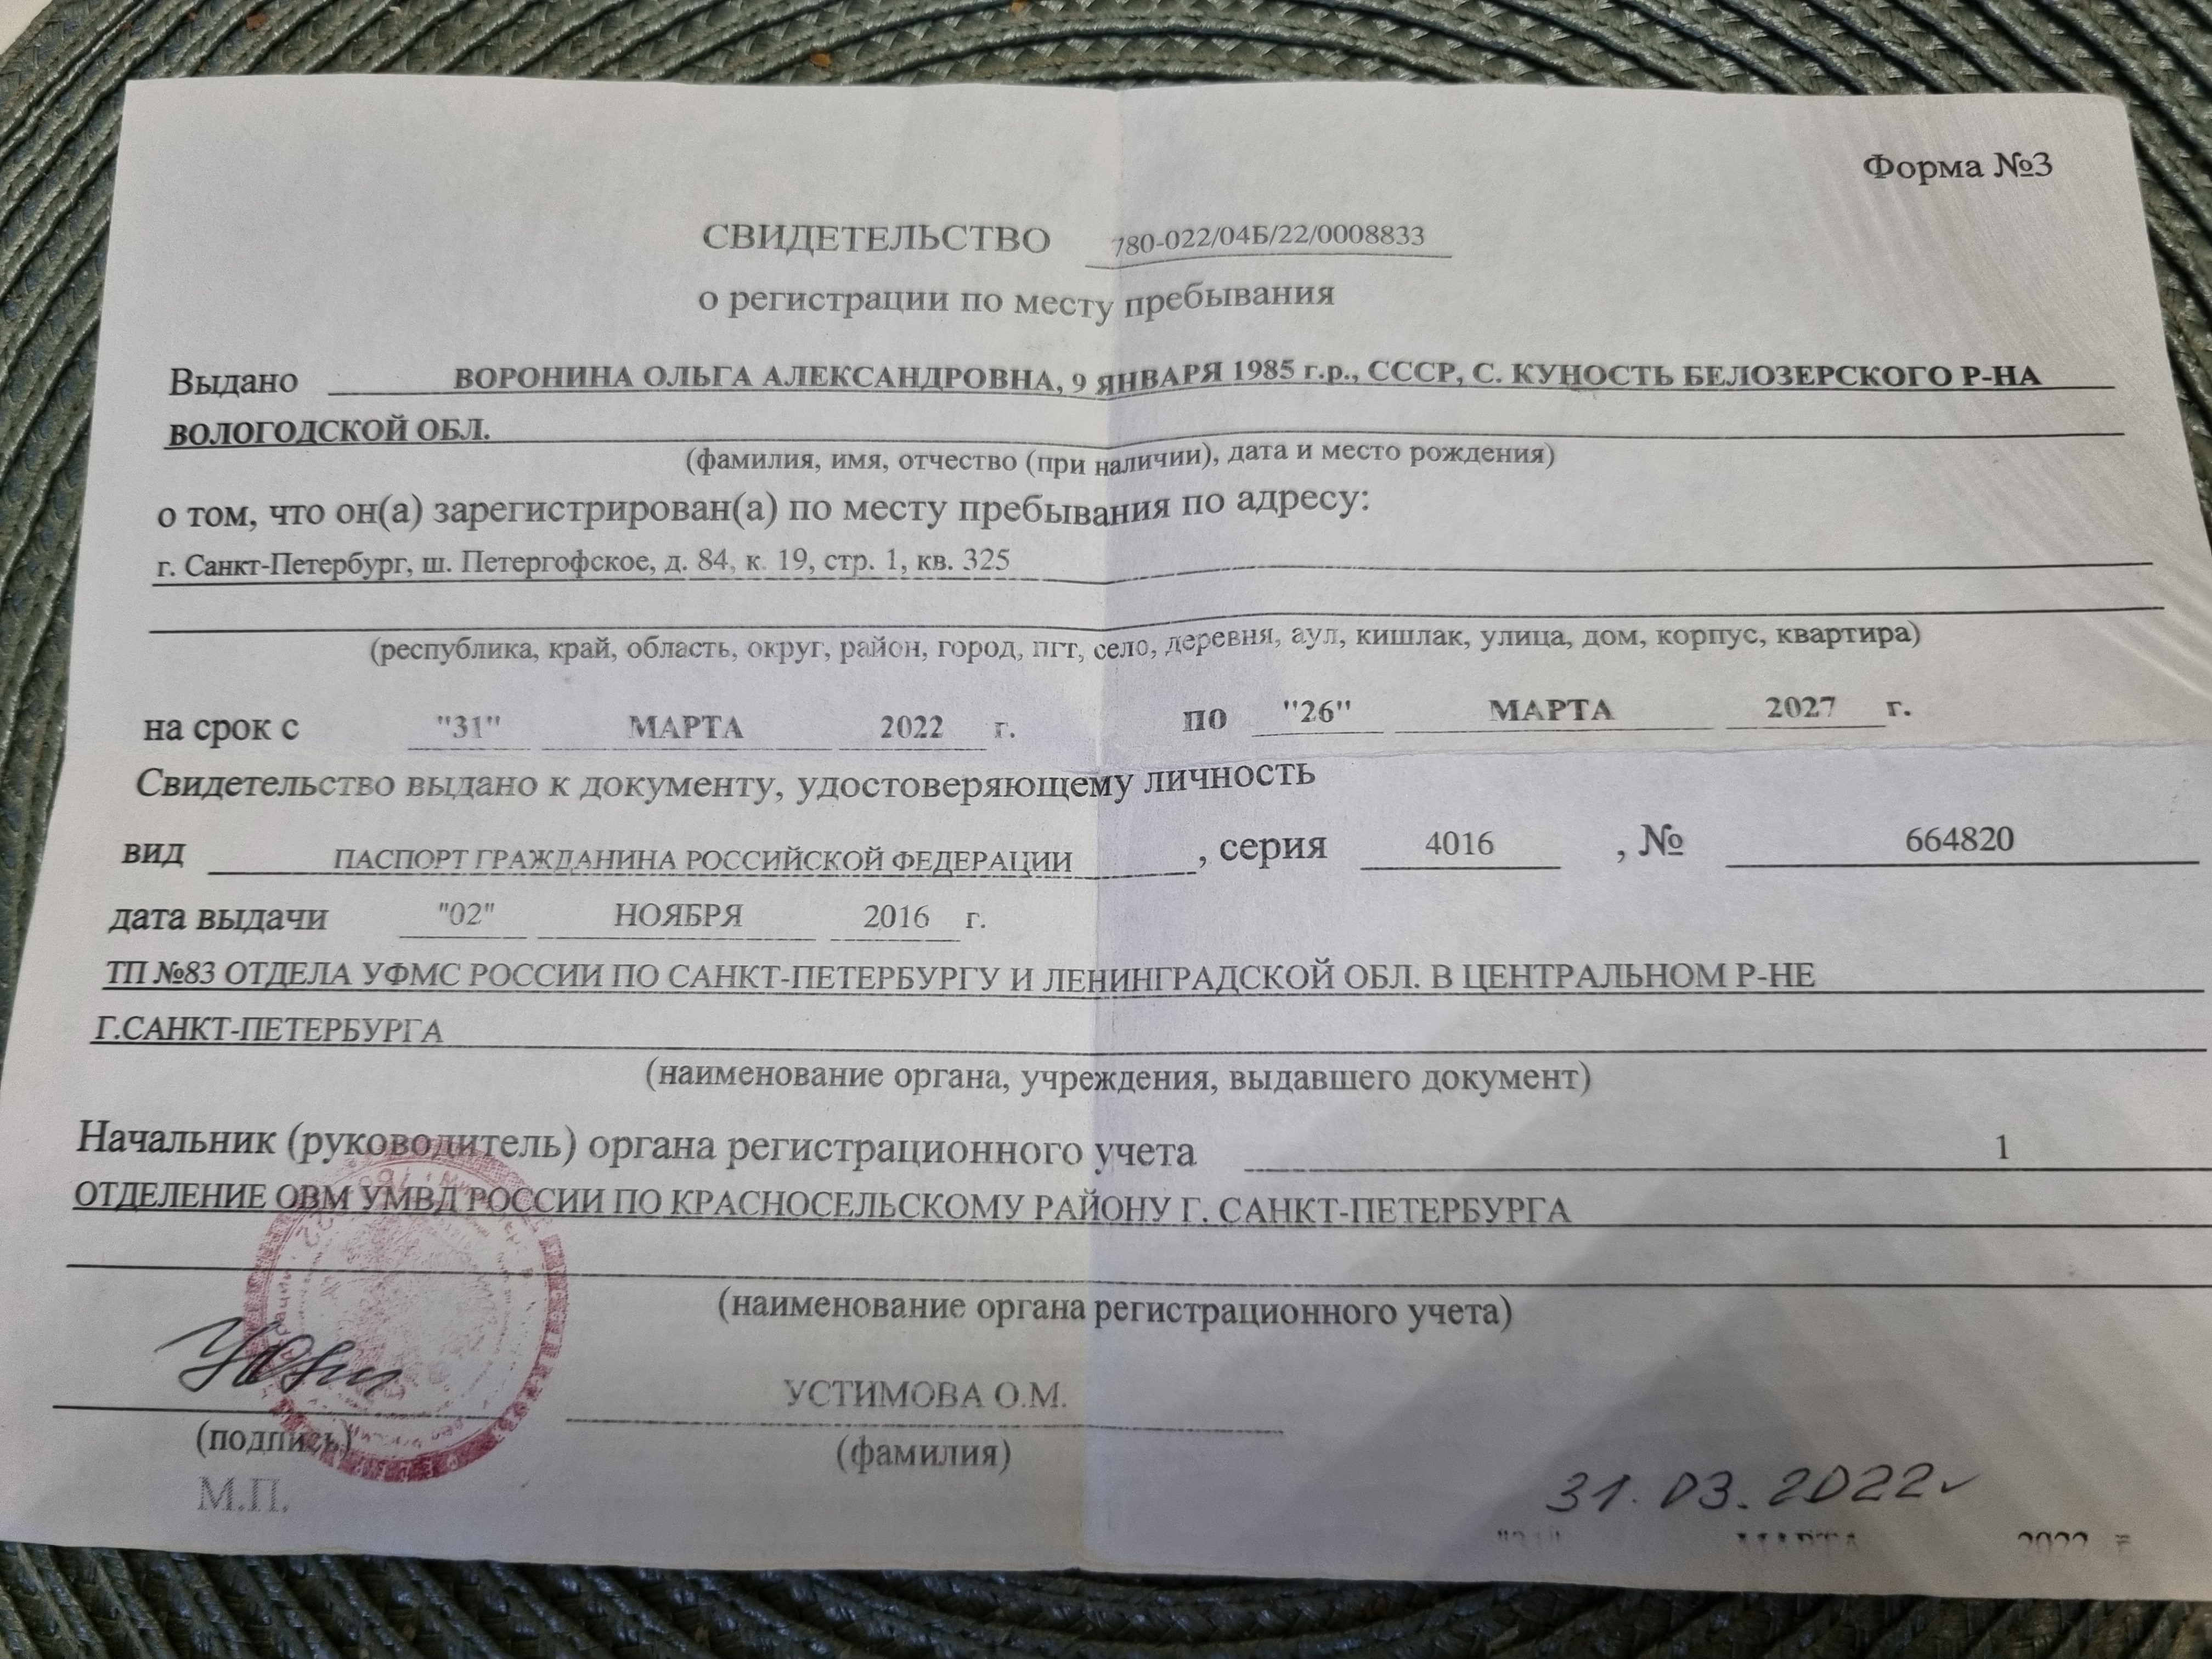 Форма №3
СВИДЕТЕЛЬСТВО 780-022/04Б/22/0008833
о регистрации по месту пребывания
Выдано ВОРОНИНА ОЛЬГА АЛЕКСАНДРОВНА, 9 ЯНВАРЯ 1985 г.р., СССР, С. КУНОСТЬ БЕЛОЗЕРСКОГО Р-НА
ВОЛОГОДСКОЙ ОБЛ.
(фамилия, имя, отчество (при наличии), дата и место рождения)
о том, что он(а) зарегистрирован(а) по месту пребывания по адресу:
г. Санкт-Петербург, ш. Петергофское, д. 84, к. 19, стр. 1, кв. 325
(республика, край, область, округ, район, город, пгт, село, деревня, аул, кишлак, улица, дом, корпус, квартира)
на срок с "31" МАРТА 2022 г. по "26" МАРТА 2027 г.
Свидетельство выдано к документу, удостоверяющему личность
вид ПАСПОРТ ГРАЖДАНИНА РОССИЙСКОЙ ФЕДЕРАЦИИ, серия 4016, № 664820
дата выдачи "02" НОЯБРЯ 2016 г.
ТП №83 ОТДЕЛА УФМС РОССИИ ПО САНКТ-ПЕТЕРБУРГУ И ЛЕНИНГРАДСКОЙ ОБЛ. В ЦЕНТРАЛЬНОМ Р-НЕ
Г.САНКТ-ПЕТЕРБУРГА
(наименование органа, учреждения, выдавшего документ)
Начальник (руководитель) органа регистрационного учета 1
ОТДЕЛЕНИЕ ОВМ УМВД РОССИИ ПО КРАСНОСЕЛЬСКОМУ РАЙОНУ Г. САНКТ-ПЕТЕРБУРГА
(наименование органа регистрационного учета)
УСТИМОВА О.М.
(подпись) (фамилия)
М.П.
31.03.2022г
МАРТА 2022 г